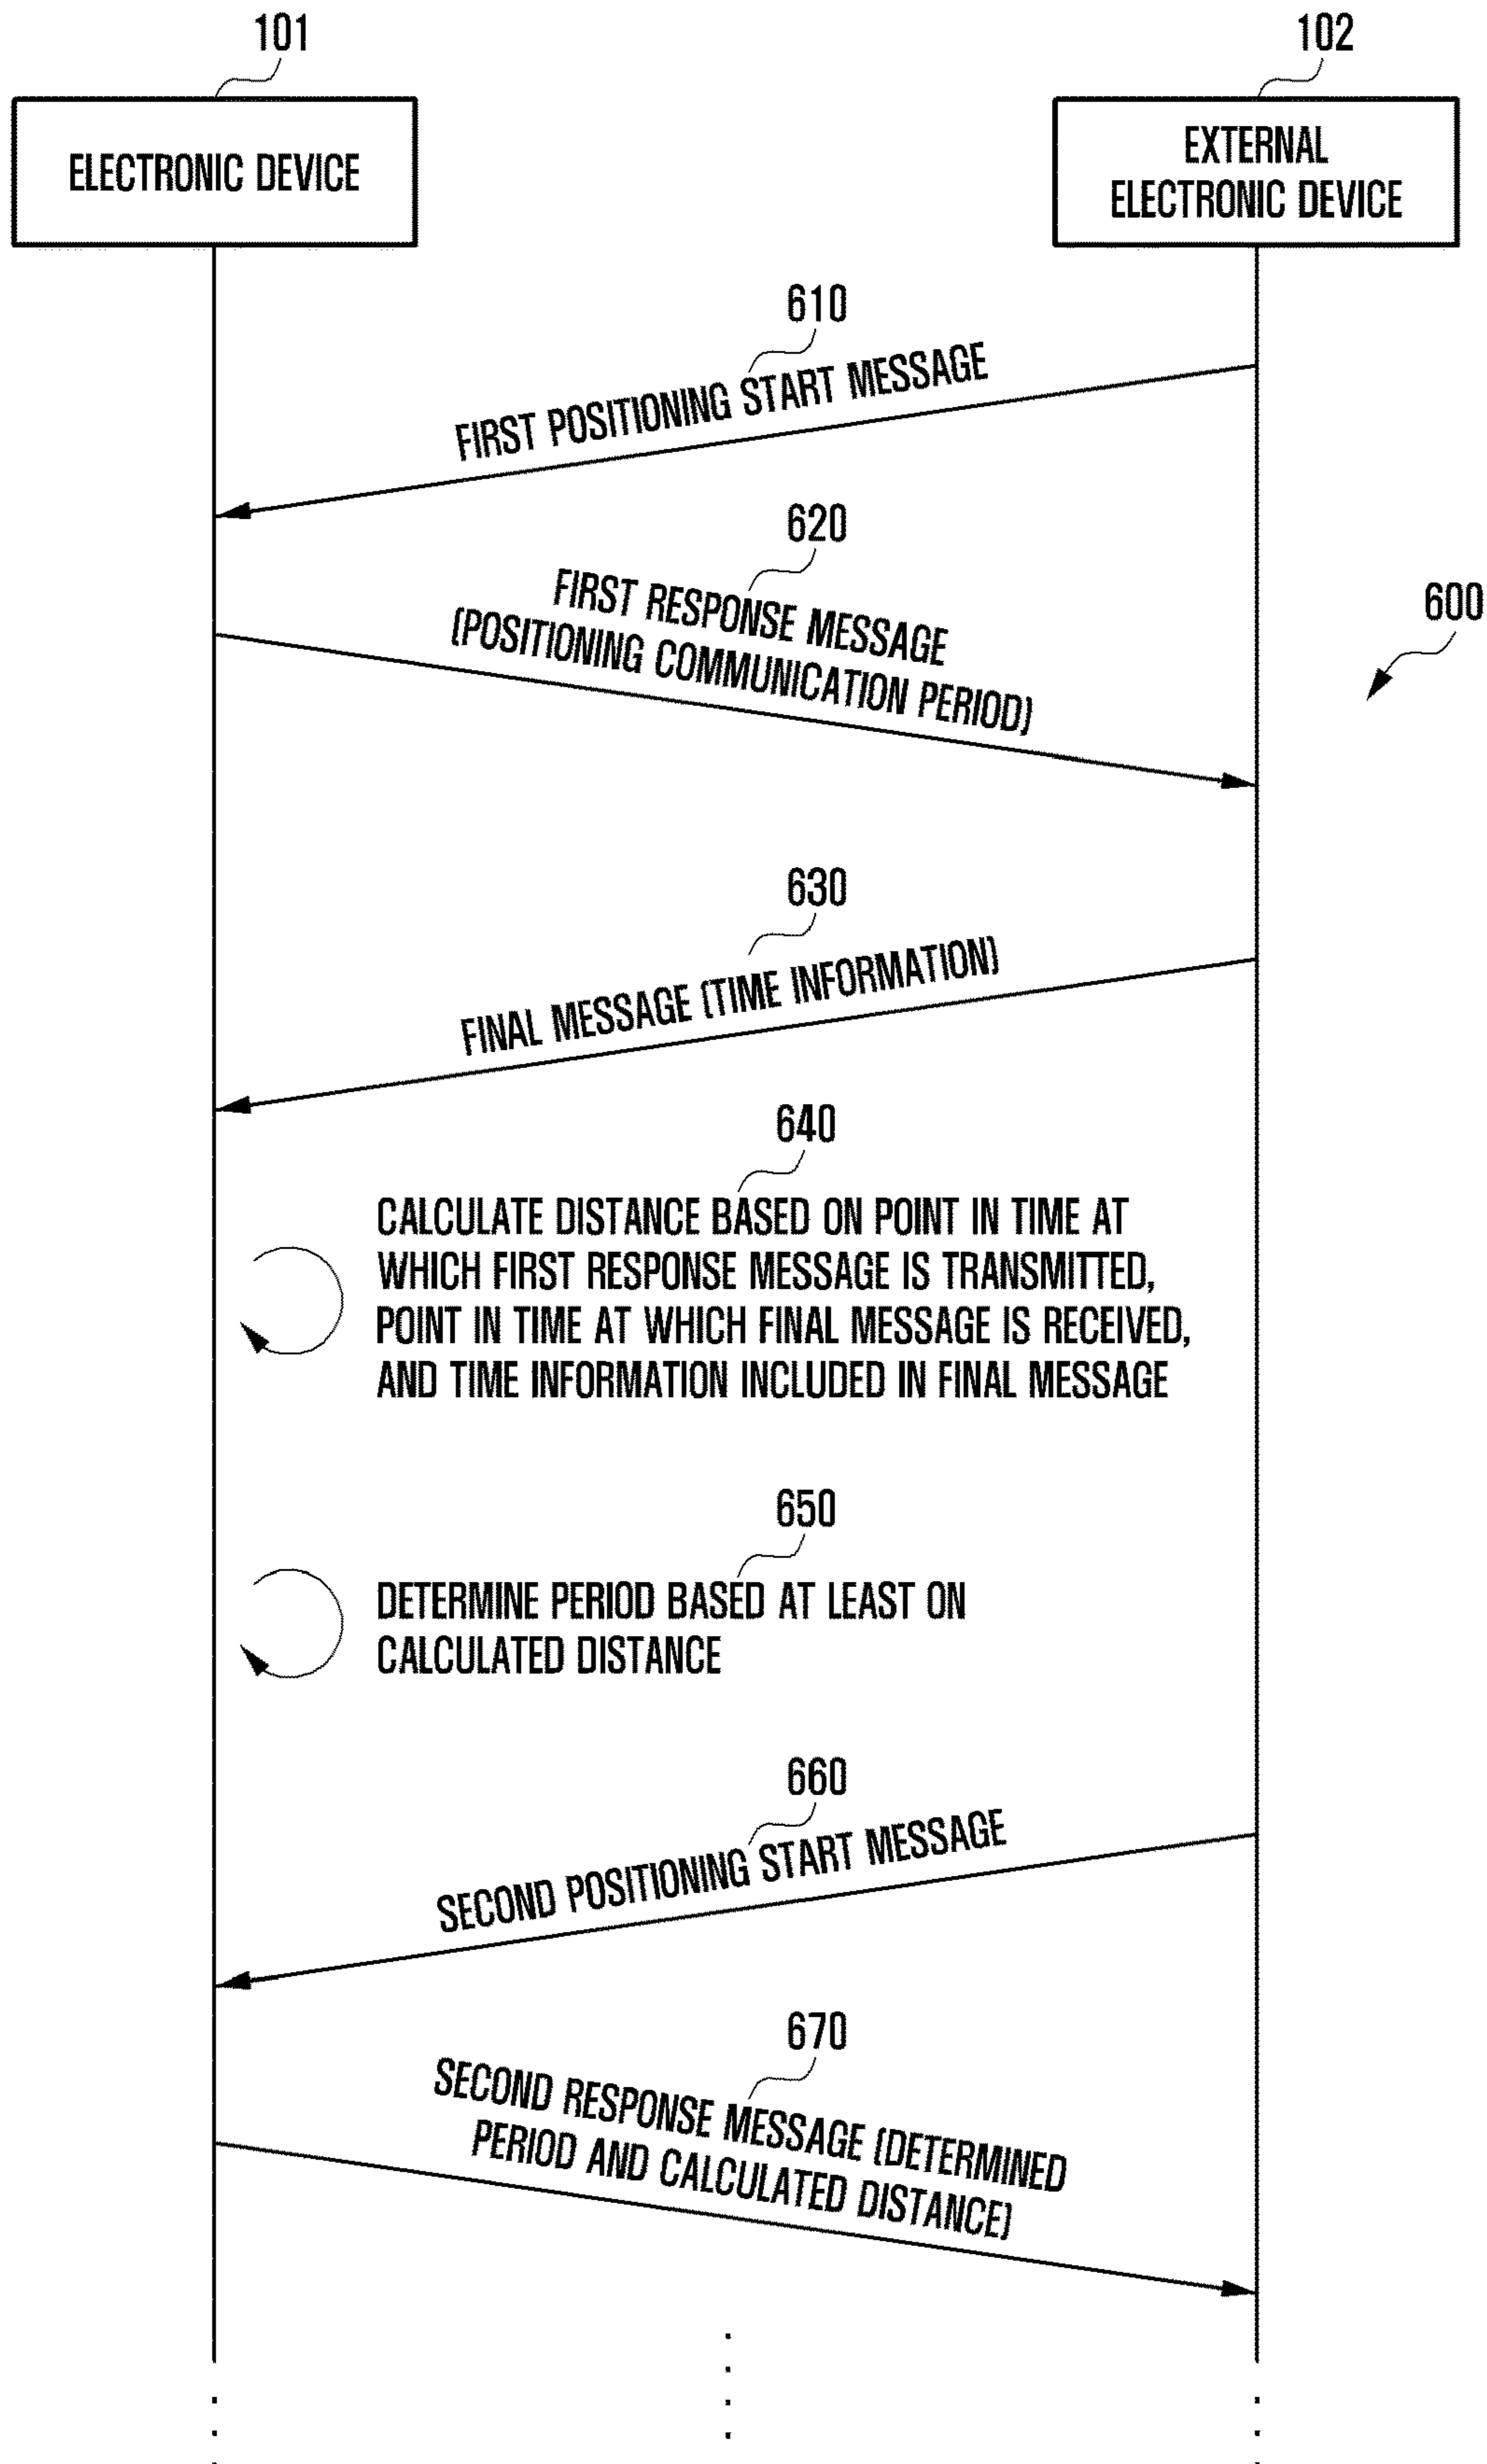 101
102
ELECTRONIC DEVICE
EXTERNAL
ELECTRONIC DEVICE
610
FIRST POSITIONING START MESSAGE
620
FIRST RESPONSE MESSAGE
(POSITIONING COMMUNICATION PERIOD)
600
630
FINAL MESSAGE (TIME INFORMATION)
640
CALCULATE DISTANCE BASED ON POINT IN TIME AT
WHICH FIRST RESPONSE MESSAGE IS TRANSMITTED,
POINT IN TIME AT WHICH FINAL MESSAGE IS RECEIVED,
AND TIME INFORMATION INCLUDED IN FINAL MESSAGE
650
DETERMINE PERIOD BASED AT LEAST ON
CALCULATED DISTANCE
660
SECOND POSITIONING START MESSAGE
670
SECOND RESPONSE MESSAGE (DETERMINED
PERIOD AND CALCULATED DISTANCE)